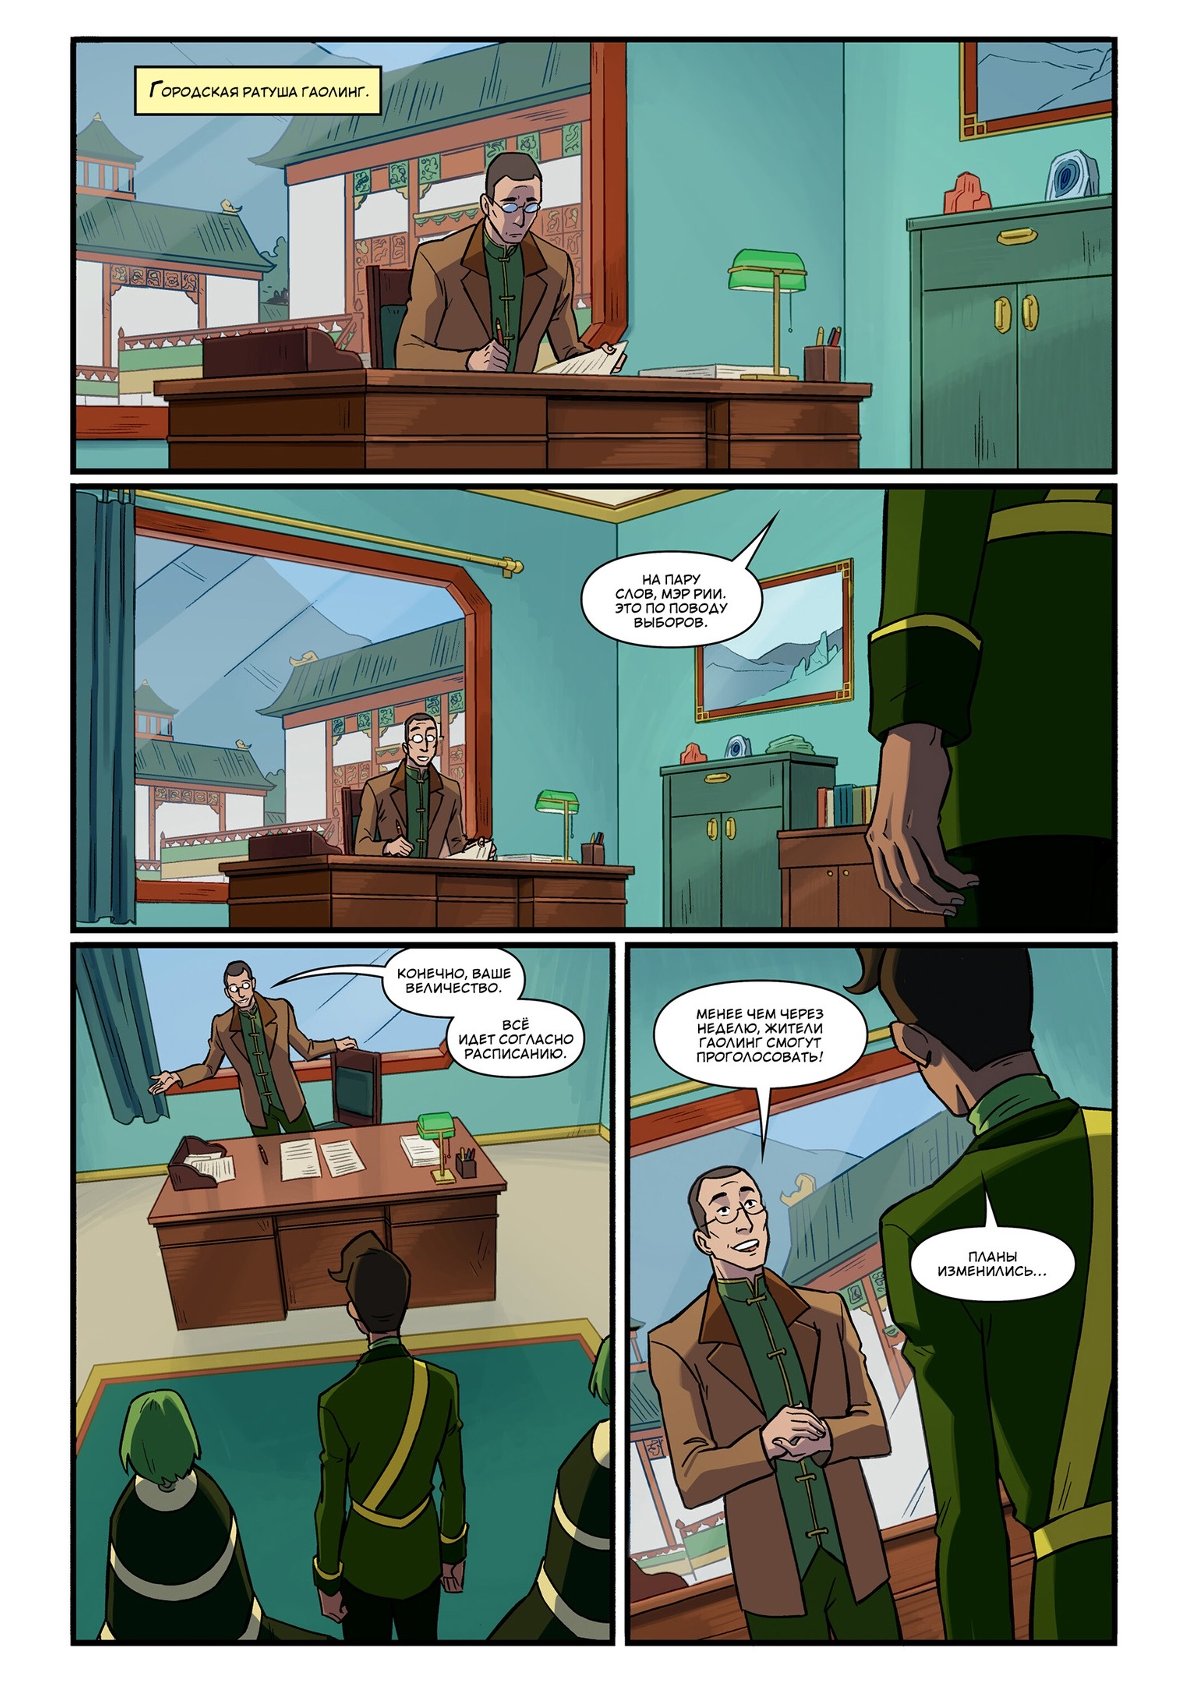 Городская ратуша Гаолинг.
НА ПАРУ
СЛОВ, МЭР РИИ.
ЭТО ПО ПОВОДУ
ВЫБОРОВ.
КОНЕЧНО, ВАШЕ
ВЕЛИЧЕСТВО.
ВСЁ
ИДЕТ СОГЛАСНО
РАСПИСАНИЮ.
МЕНЕЕ ЧЕМ ЧЕРЕЗ
НЕДЕЛЮ, ЖИТЕЛИ
ГАОЛИНГ СМОГУТ
ПРОГОЛОСОВАТЬ!
ПЛАНЫ
ИЗМЕНИЛИСЬ...